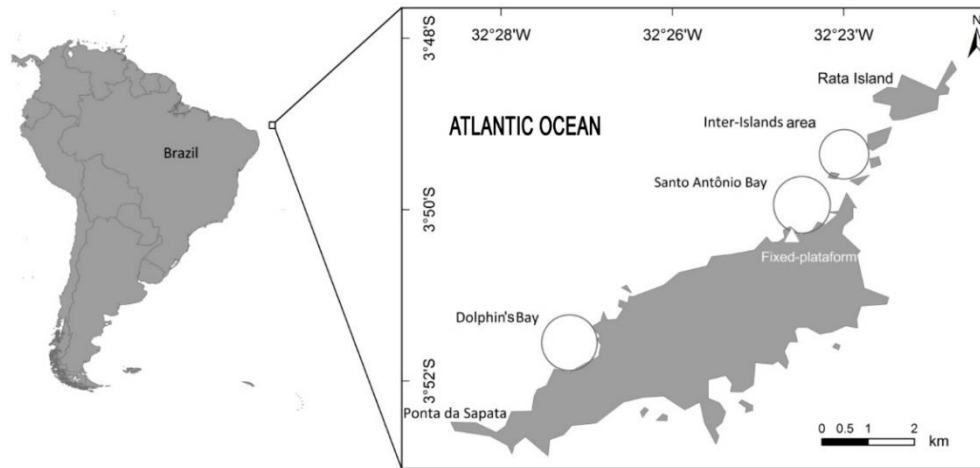 Brazil
32°28'W
32°26'W
32°23'W
N
3°48'S
3°50'S
3°52'S
Rata Island
Inter-Islands area
ATLANTIC OCEAN
Santo Antônio Bay
Fixed-plataform
Dolphin's Bay
Ponta da Sapata
0 0.5 1 2
km